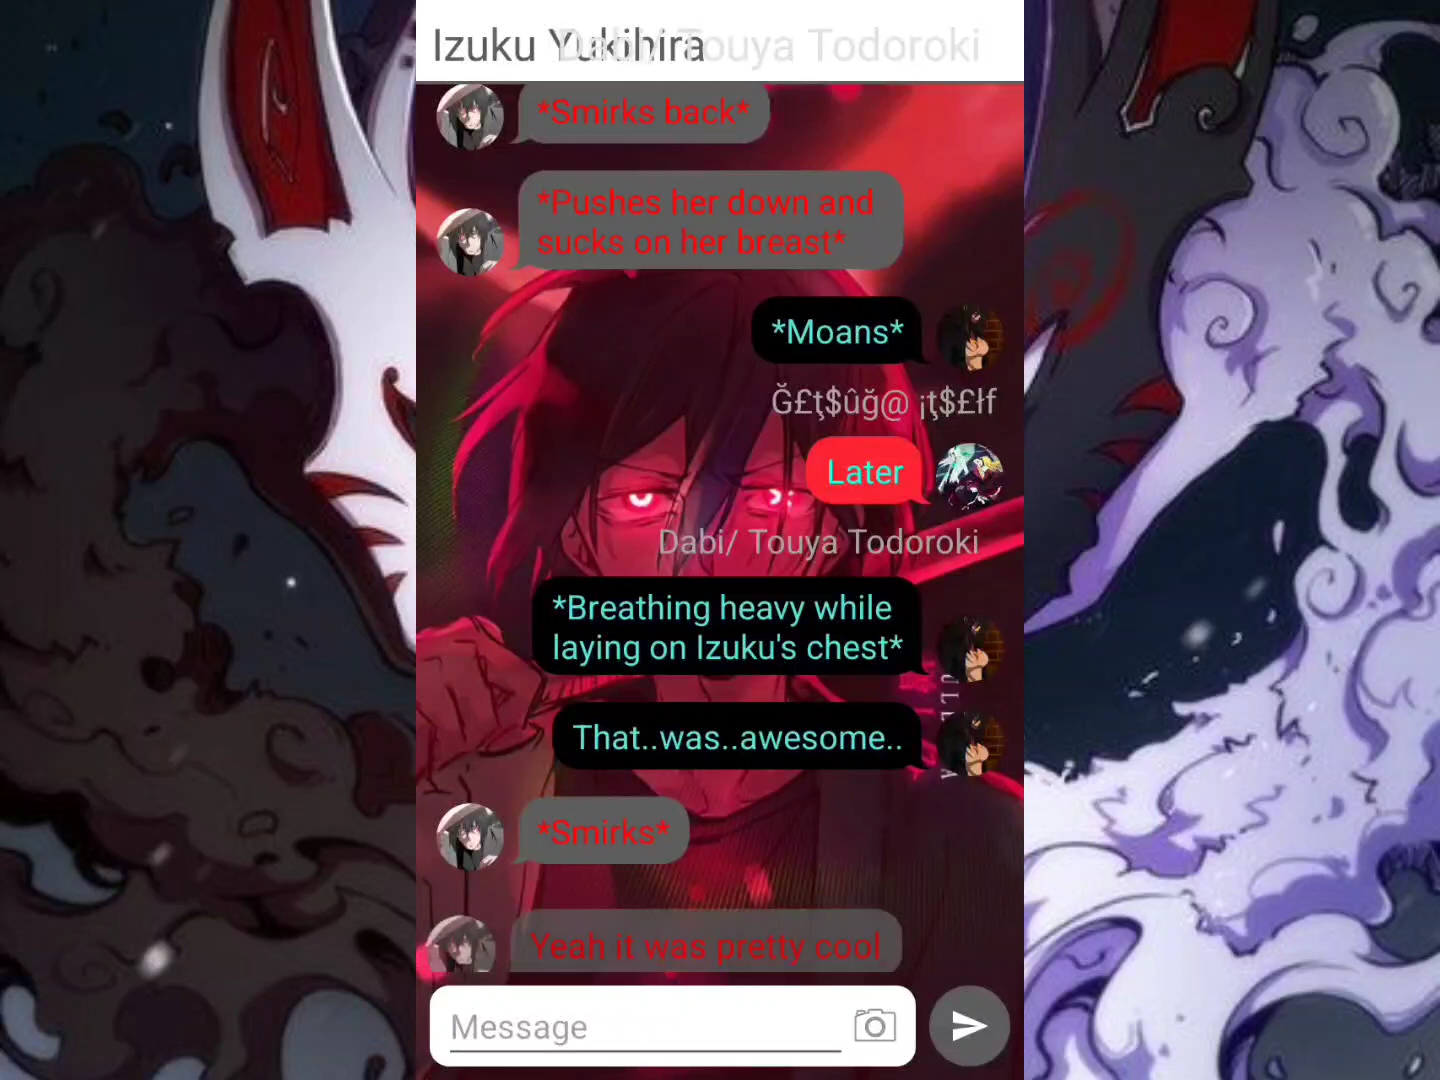 Izuku Yukihira
Dabi/ Touya Todoroki
*Smirks back*
*Pushes her down and
sucks on her breast*
*Moans*
Ğ£ţ$ûğ@ ¡ţ$£łf
Later
Dabi/ Touya Todoroki
*Breathing heavy while
laying on Izuku's chest*
That..was..awesome..
*Smirks*
Yeah it was pretty cool
Message